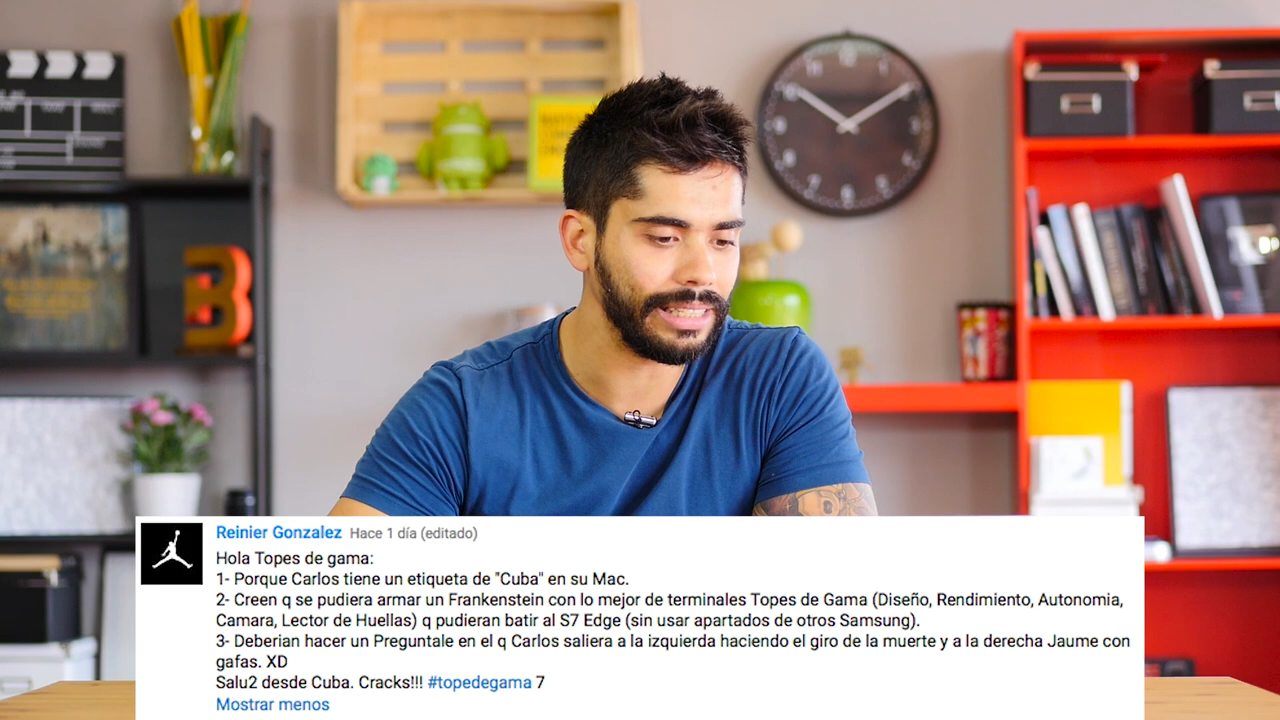 B
Reinier Gonzalez Hace 1 día (editado)
Hola Topes de gama:
1- Porque Carlos tiene un etiqueta de "Cuba" en su Mac.
2- Creen q se pudiera armar un Frankenstein con lo mejor de terminales Topes de Gama (Diseño, Rendimiento, Autonomia,
Camara, Lector de Huellas) q pudieran batir al S7 Edge (sin usar apartados de otros Samsung).
3- Deberian hacer un Preguntale en el q Carlos saliera a la izquierda haciendo el giro de la muerte y a la derecha Jaume con
gafas. XD
Salu2 desde Cuba. Cracks!!! #topedegama 7
Mostrar menos